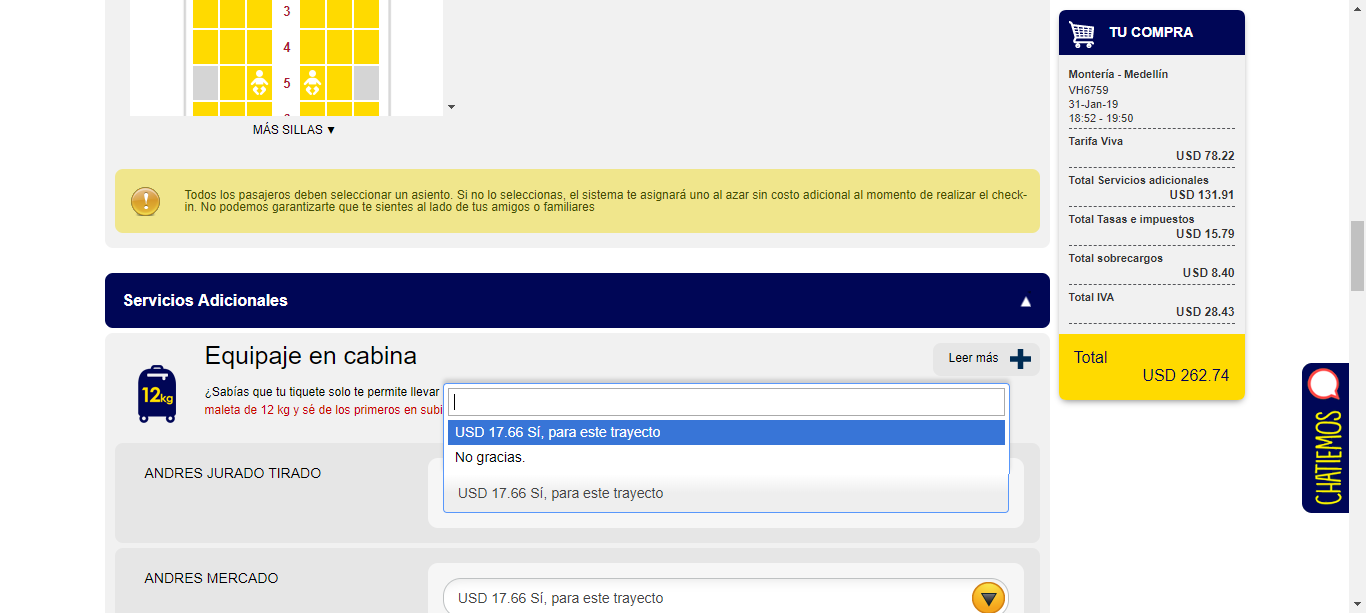 3
4
5
MÁS SILLAS ▼
Todos los pasajeros deben seleccionar un asiento. Si no lo seleccionas, el sistema te asignará uno al azar sin costo adicional al momento de realizar el check-
in. No podemos garantizarte que te sientes al lado de tus amigos o familiares
Servicios Adicionales
Equipaje en cabina
Leer más
12kg
¿Sabías que tu tiquete solo te permite llevar
maleta de 12 kg y sé de los primeros en subi
USD 17.66 Sí, para este trayecto
No gracias.
ANDRES JURADO TIRADO
USD 17.66 Sí, para este trayecto
ANDRES MERCADO
USD 17.66 Sí, para este trayecto
TU COMPRA
Montería - Medellín
VH6759
31-Jan-19
18:52 - 19:50
Tarifa Viva
USD 78.22
Total Servicios adicionales
USD 131.91
Total Tasas e impuestos
USD 15.79
Total sobrecargos
USD 8.40
Total IVA
USD 28.43
Total
USD 262.74
CHATIEMOS